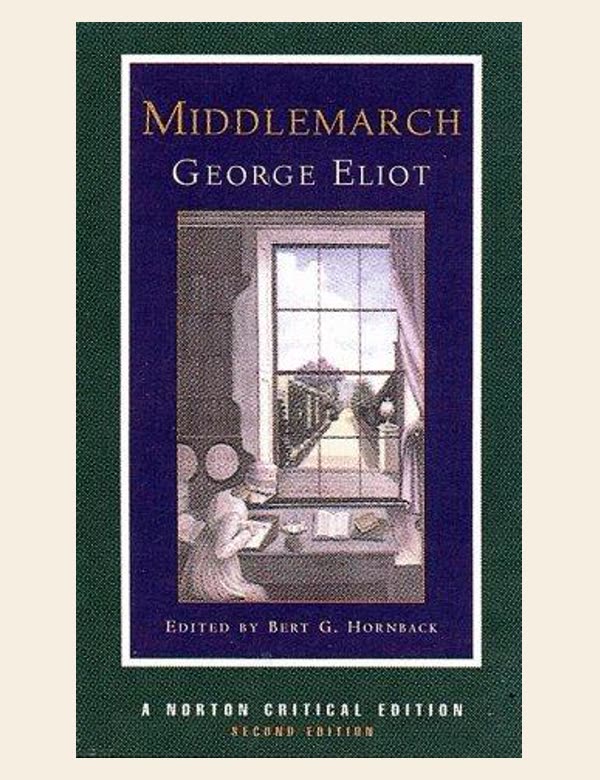 MIDDLEMARCH
GEORGE ELIOT
EDITED BY BERT G. HORNBACK
A NORTON CRITICAL EDITION
SECOND EDITION